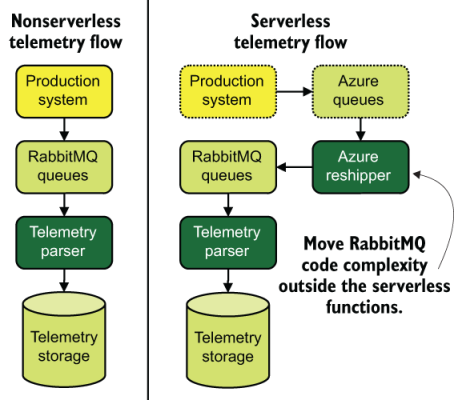 Nonserverless
telemetry flow
Production
system
RabbitMQ
queues
Telemetry
parser
Telemetry
storage
Serverless
telemetry flow
Production
system
Azure
queues
RabbitMQ
queues
Azure
reshipper
Telemetry
parser
Move RabbitMQ
code complexity
outside the serverless
functions.
Telemetry
storage